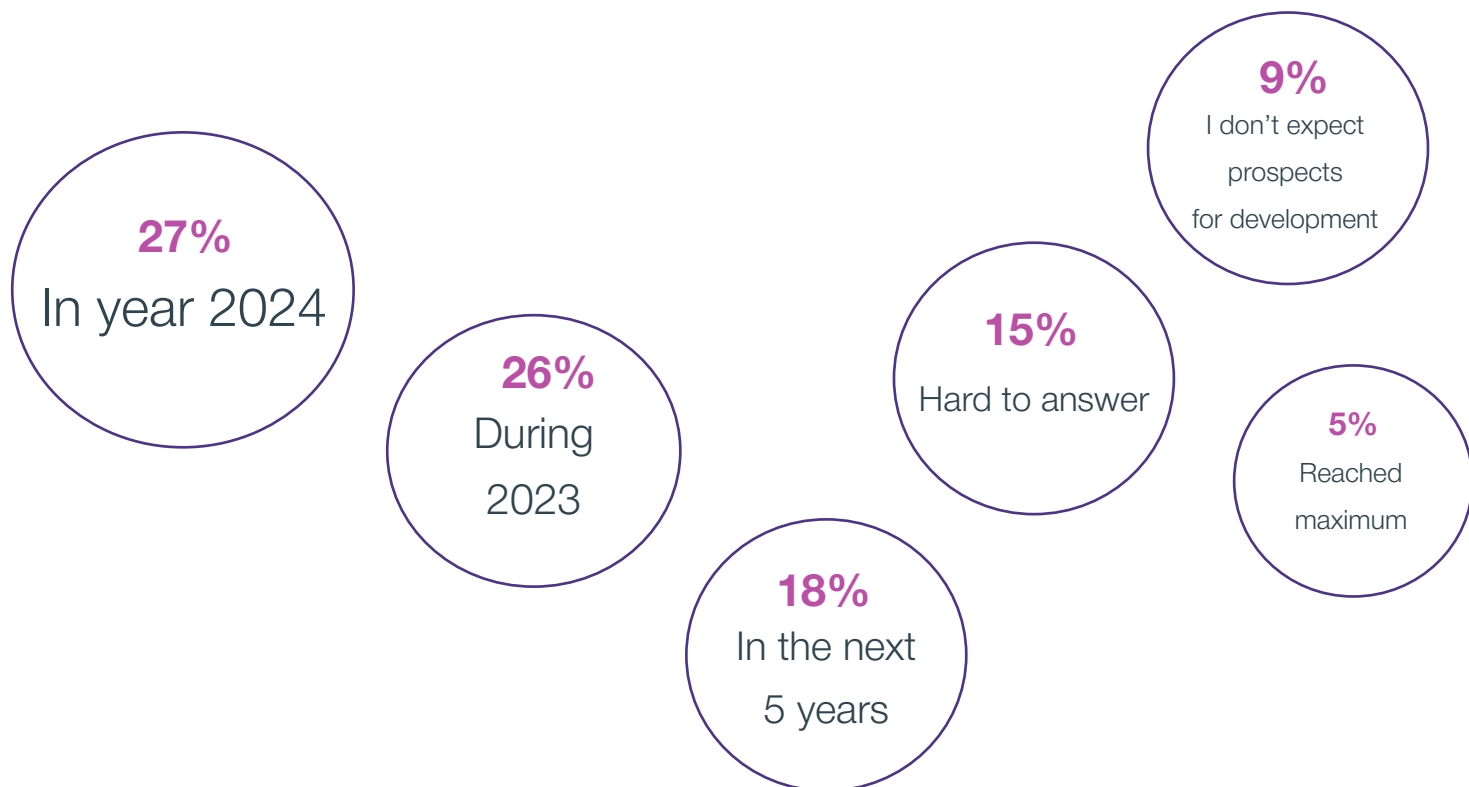 27%
In year 2024
26%
During
2023
18%
In the next
5 years
15%
Hard to answer
9%
I don’t expect
prospects
for development
5%
Reached
maximum